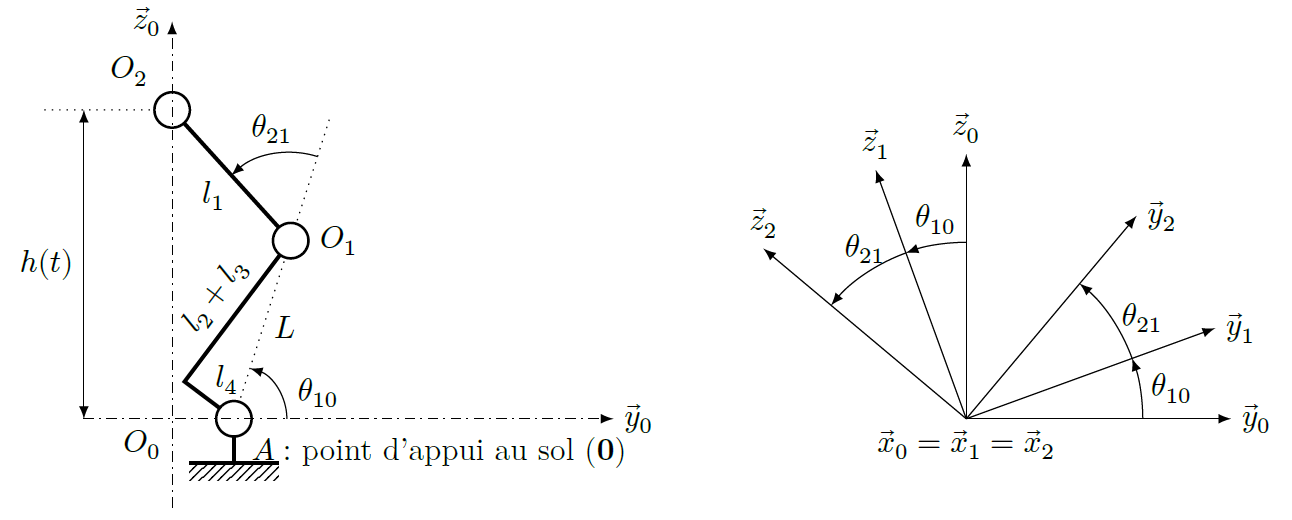 z⃗₀
O₂
θ₂₁
l₁
O₁
h(t)
l₂ + l₃
L
l₄
θ₁₀
y⃗₀
O₀
A : point d'appui au sol (0)
z⃗₀
z⃗₁
θ₁₀
z⃗₂
θ₂₁
y⃗₂
θ₂₁
y⃗₁
θ₁₀
y⃗₀
x⃗₀ = x⃗₁ = x⃗₂